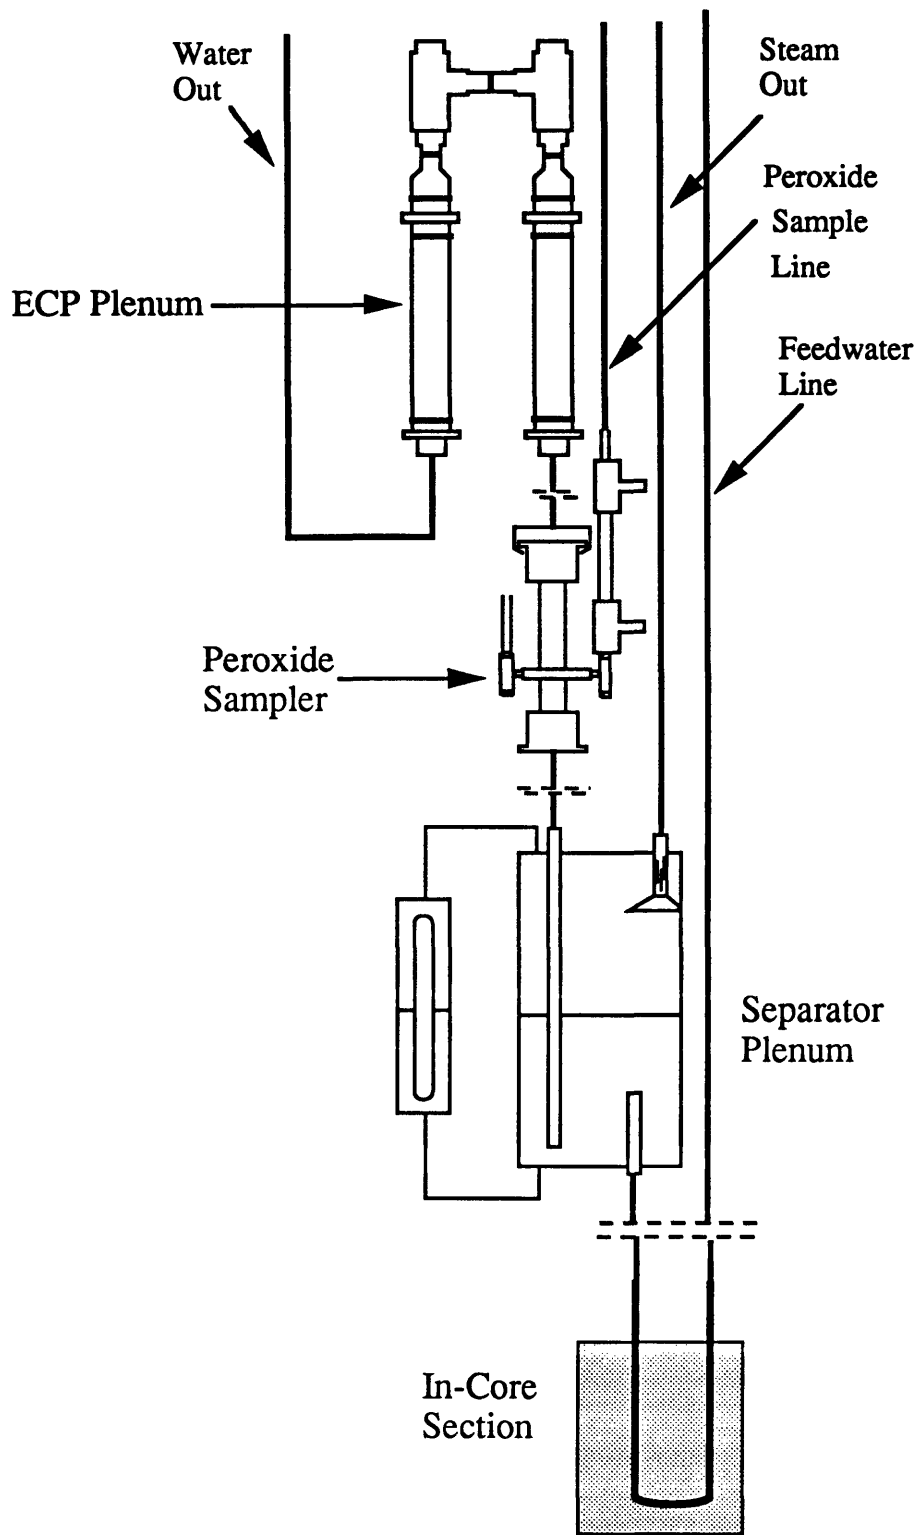 Water
Out
Steam
Out
Peroxide
Sample
Line
ECP Plenum
Feedwater
Line
Peroxide
Sampler
Separator
Plenum
In-Core
Section